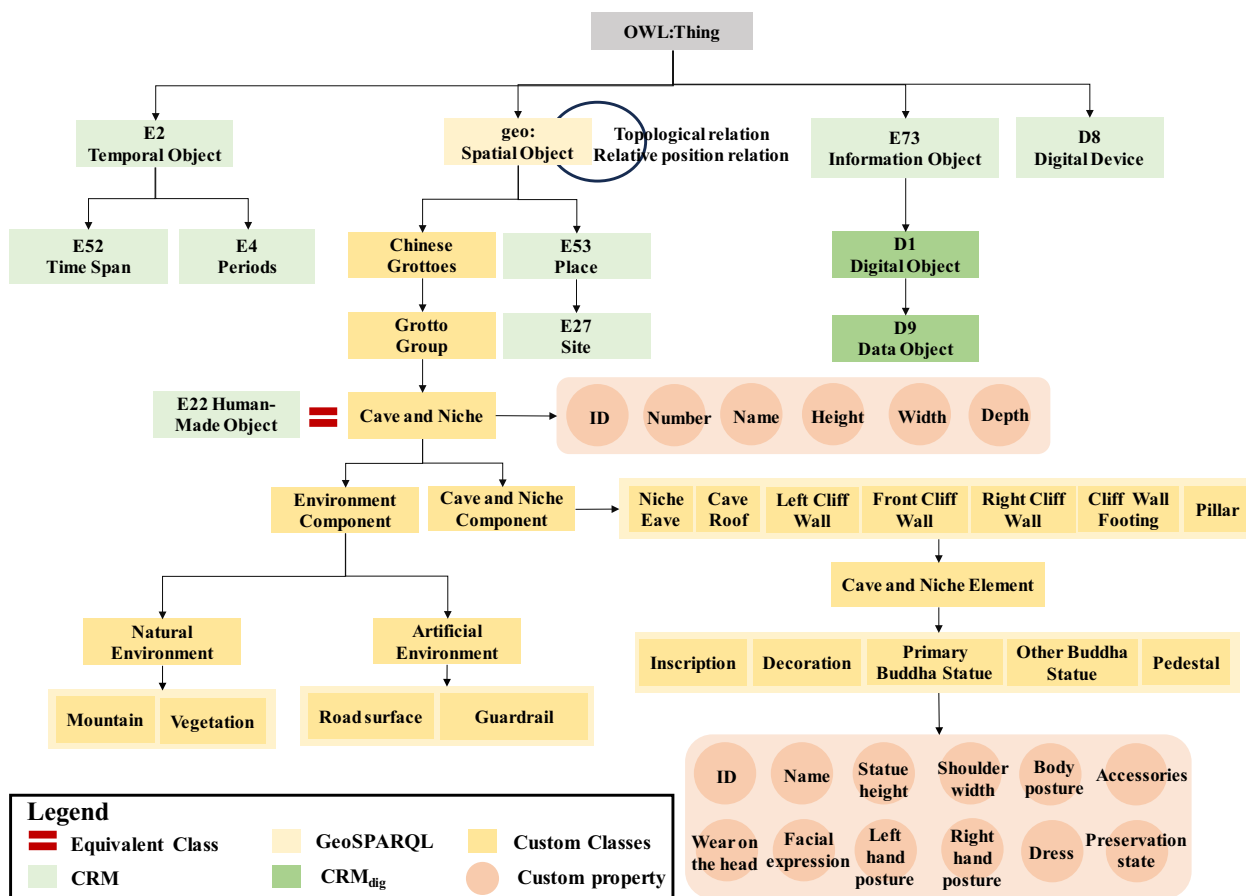 OWL:Thing
E2
Temporal Object
geo:
Spatial Object
Topological relation
Relative position relation
E73
Information Object
D8
Digital Device
E52
Time Span
E4
Periods
Chinese
Grottoes
E53
Place
D1
Digital Object
Grotto
Group
E27
Site
D9
Data Object
E22 Human-
Made Object
Cave and Niche
ID
Number
Name
Height
Width
Depth
Environment
Component
Cave and Niche
Component
Niche
Eave
Cave
Roof
Left Cliff
Wall
Front Cliff
Wall
Right Cliff
Wall
Cliff Wall
Footing
Pillar
Cave and Niche Element
Natural
Environment
Artificial
Environment
Inscription
Decoration
Primary
Buddha Statue
Other Buddha
Statue
Pedestal
Mountain
Vegetation
Road surface
Guardrail
ID
Name
Statue
height
Shoulder
width
Body
posture
Accessories
Wear on
the head
Facial
expression
Left
hand
posture
Right
hand
posture
Dress
Preservation
state
Legend
Equivalent Class
GeoSPARQL
Custom Classes
CRM
CRMdig
Custom property